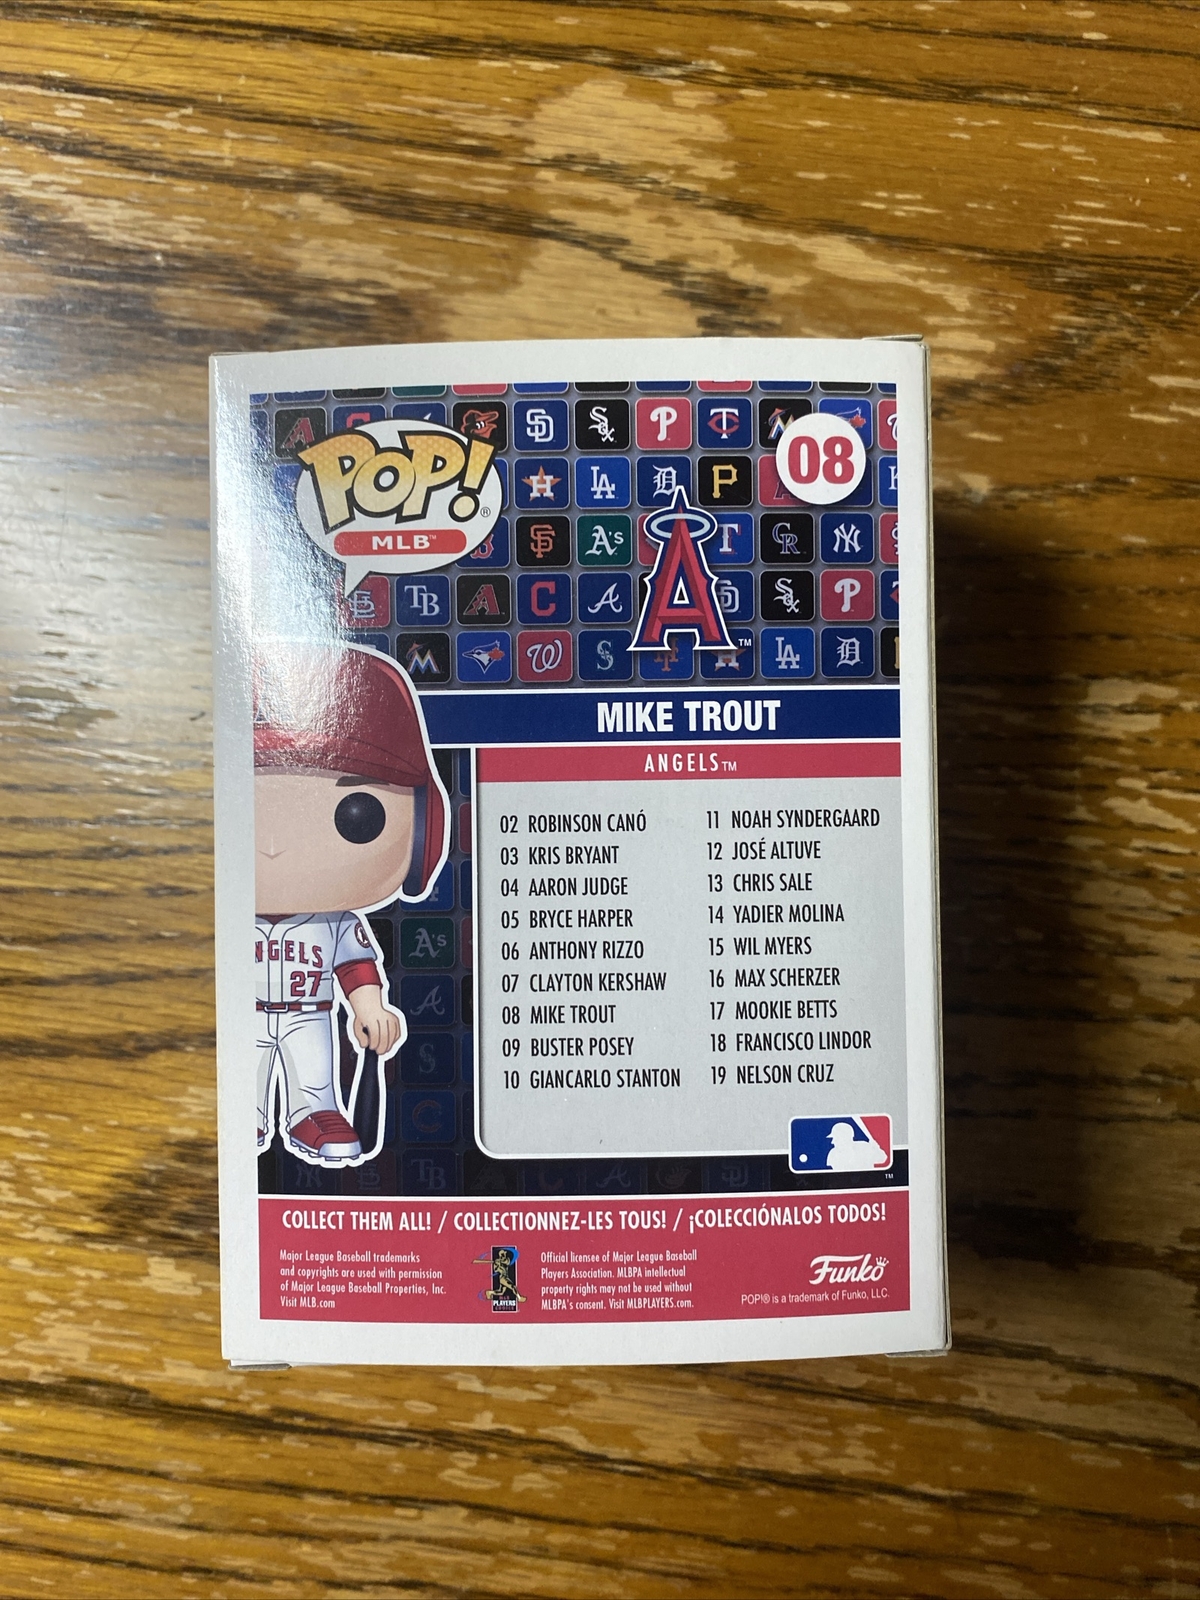 POP!®
MLB™
08
A™
MIKE TROUT
ANGELS™
02 ROBINSON CANÓ
03 KRIS BRYANT
04 AARON JUDGE
05 BRYCE HARPER
06 ANTHONY RIZZO
07 CLAYTON KERSHAW
08 MIKE TROUT
09 BUSTER POSEY
10 GIANCARLO STANTON
11 NOAH SYNDERGAARD
12 JOSÉ ALTUVE
13 CHRIS SALE
14 YADIER MOLINA
15 WIL MYERS
16 MAX SCHERZER
17 MOOKIE BETTS
18 FRANCISCO LINDOR
19 NELSON CRUZ
NGELS
27
™
COLLECT THEM ALL! / COLLECTIONNEZ-LES TOUS! / ¡COLECCIÓNALOS TODOS!
Major League Baseball trademarks
and copyrights are used with permission
of Major League Baseball Properties, Inc.
Visit MLB.com
PLAYERS
Official licensee of Major League Baseball
Players Association. MLBPA intellectual
property rights may not be used without
MLBPA's consent. Visit MLBPLAYERS.com.
Funko
POP!® is a trademark of Funko, LLC.